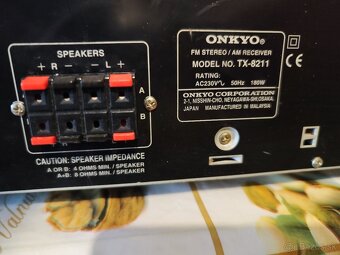 SPEAKERS
+ R − − L +
A
B
CAUTION: SPEAKER IMPEDANCE
A OR B: 4 OHMS MIN. / SPEAKER
A+B: 8 OHMS MIN. / SPEAKER
ONKYO®
FM STEREO / AM RECEIVER
MODEL NO. TX-8211
RATING:
AC230V~ 50Hz 180W
ONKYO CORPORATION
2-1, NISSHIN-CHO, NEYAGAWA-SHI, OSAKA,
JAPAN MANUFACTURED IN MALAYSIA